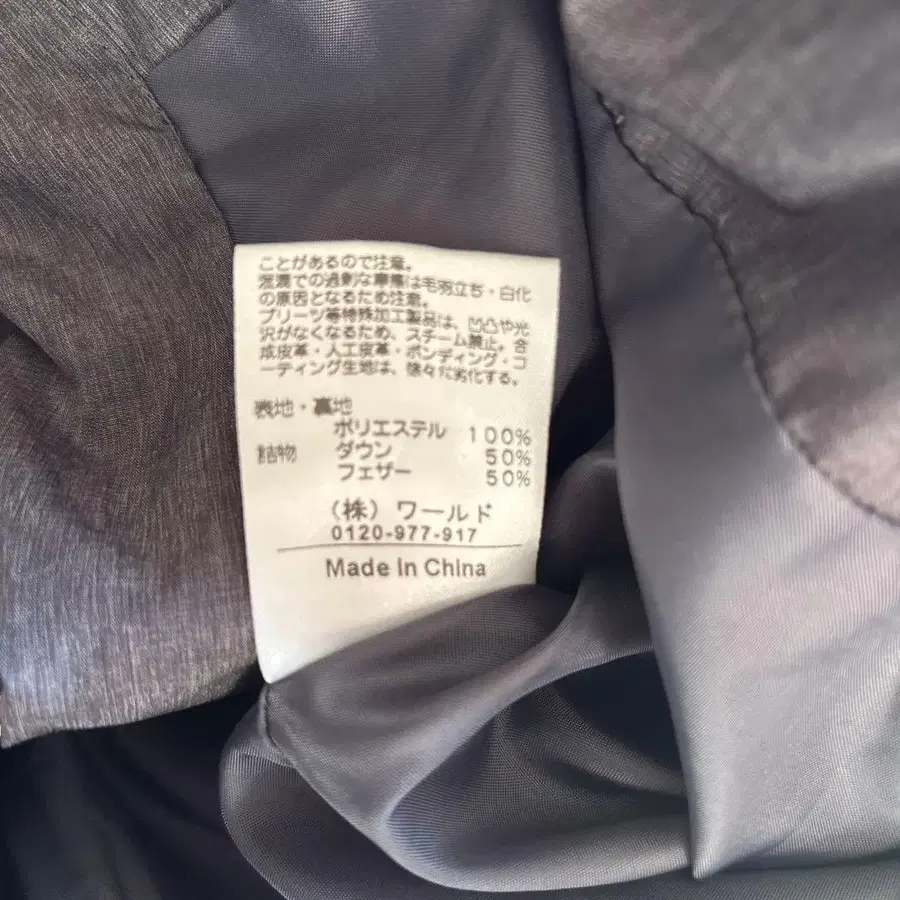 ことがあるので注意。
湿潤での過剰な摩擦は毛羽立ち・白化
の原因となるため注意。
プリーツ等特殊加工製品は、凹凸や光
沢がなくなるため、スチーム禁止。合
成皮革・人工皮革・ボンディング・コ
ーティング生地は、徐々だ劣化する。
表地・裏地
ポリエステル 100%
詰物 ダウン 50%
フェザー 50%
(株)ワールド
0120-977-917
Made In China